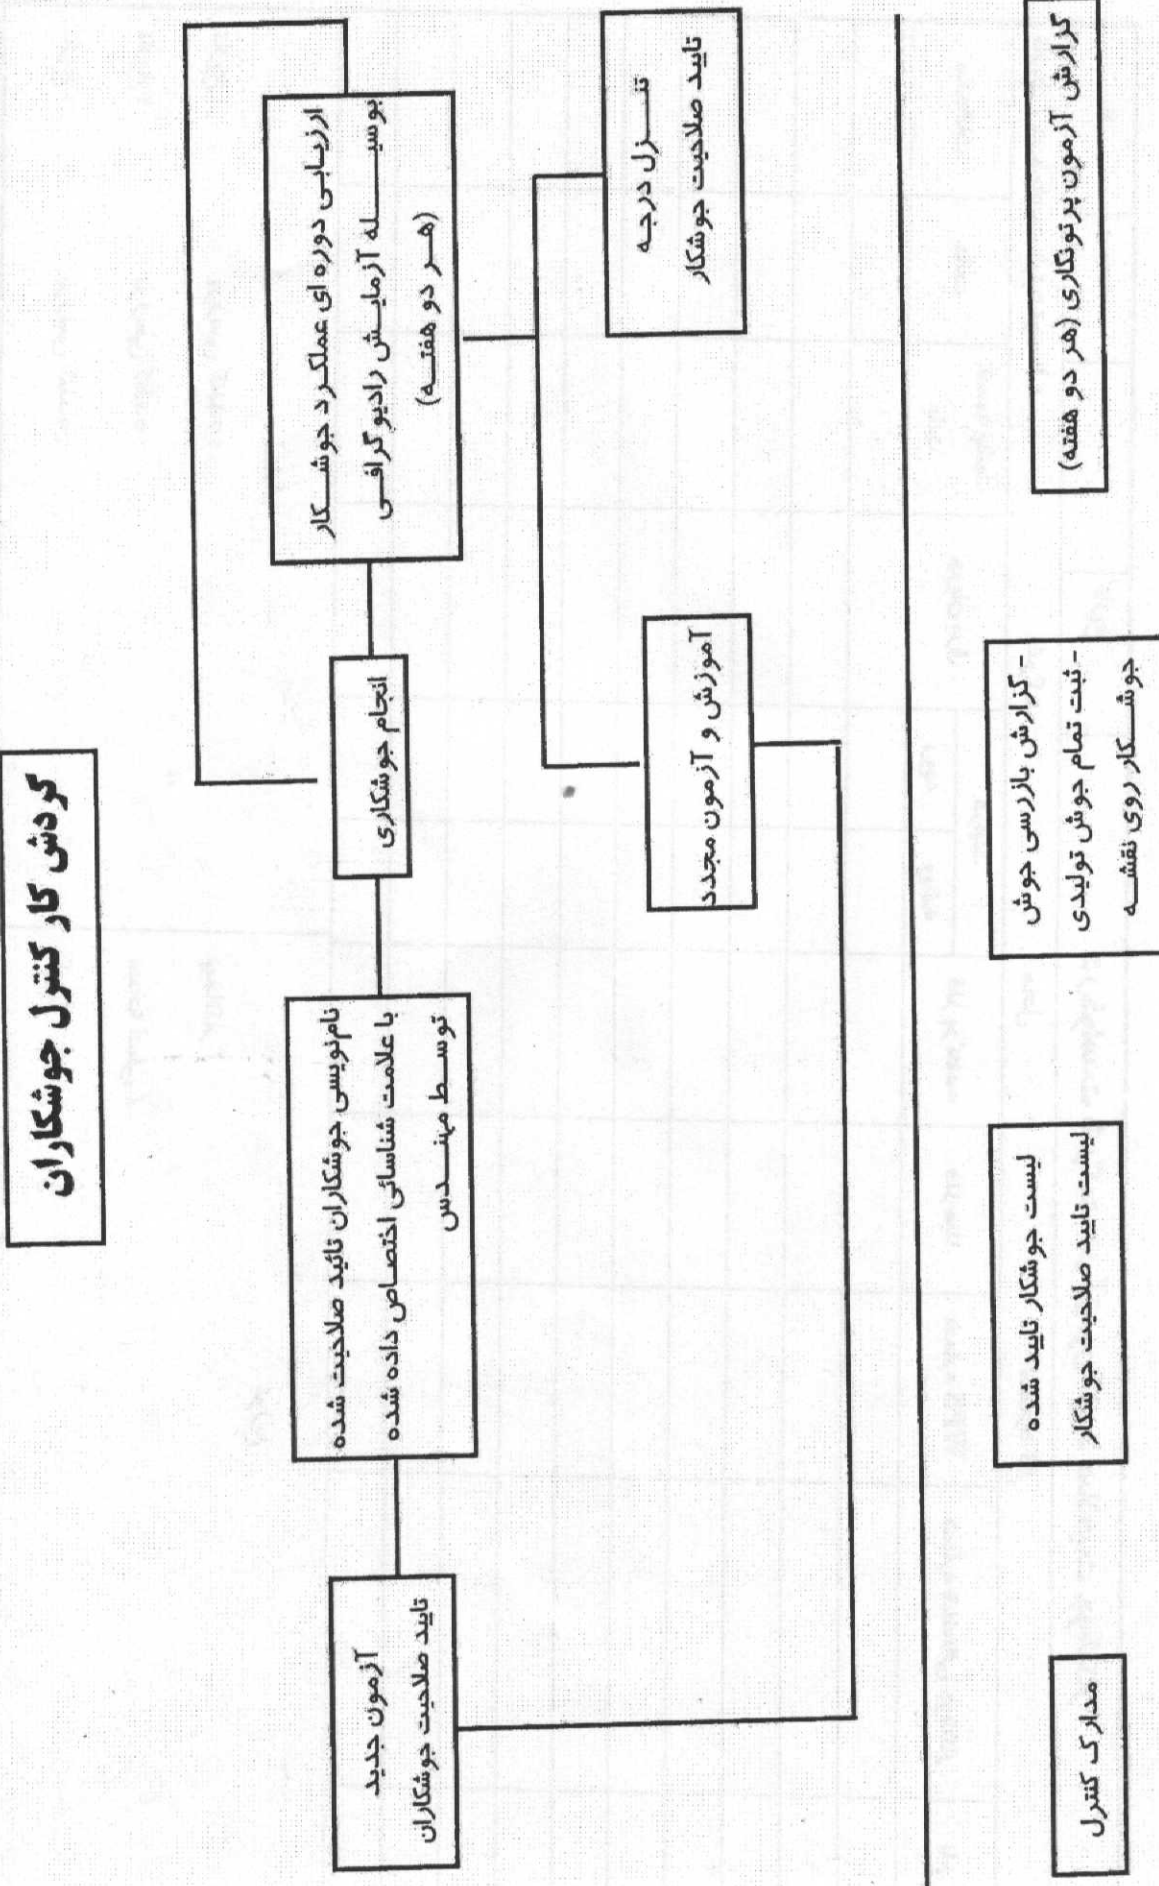 گردش کار کنترل جوشکاران
آزمون جدید
تایید صلاحیت جوشکاران
نام‌نویسی جوشکاران تائید صلاحیت شده
با علامت شناسائی اختصاص داده شده
توسط مهندس
انجام جوشکاری
ارزیابی دوره ای عملکرد جوشکار
بوسیله آزمایش رادیوگرافی
(هر دو هفته)
آموزش و آزمون مجدد
تنزل درجه
تایید صلاحیت جوشکار
مدارک کنترل
لیست جوشکار تایید شده
لیست تایید صلاحیت جوشکار
- گزارش بازرسی جوش
- ثبت تمام جوش تولیدی
جوشکار روی نقشه
گزارش آزمون پرتونگاری (هر دو هفته)